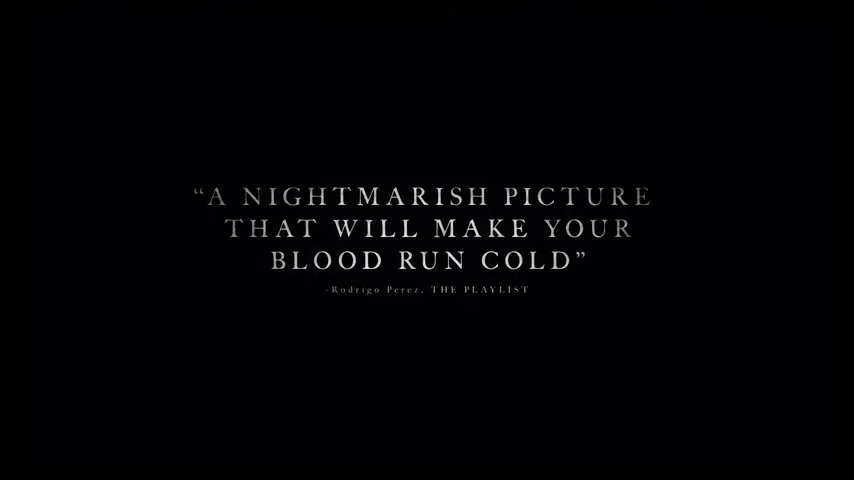 “A NIGHTMARISH PICTURE
THAT WILL MAKE YOUR
BLOOD RUN COLD”
-Rodrigo Perez, THE PLAYLIST